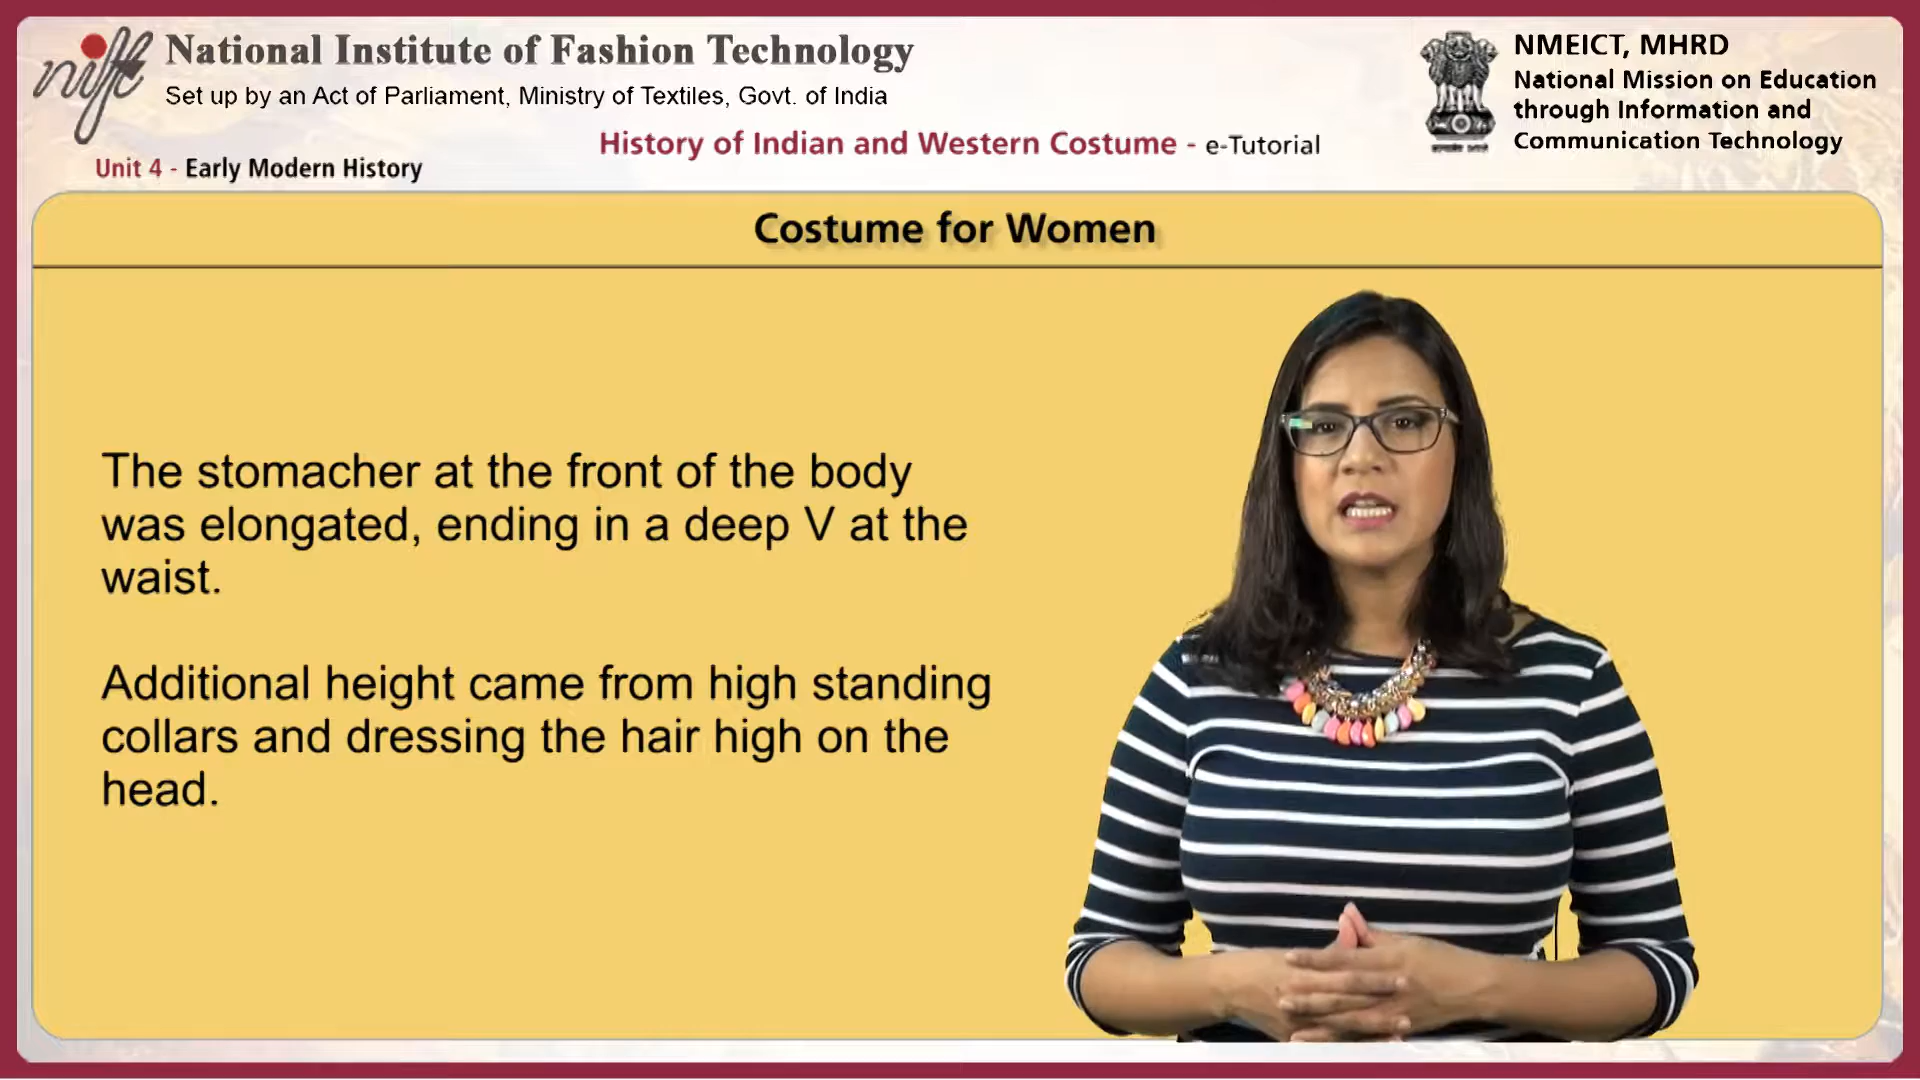 nift
National Institute of Fashion Technology
Set up by an Act of Parliament, Ministry of Textiles, Govt. of India
NMEICT, MHRD
National Mission on Education
through Information and
Communication Technology
History of Indian and Western Costume - e-Tutorial
Unit 4 - Early Modern History
Costume for Women
The stomacher at the front of the body
was elongated, ending in a deep V at the
waist.
Additional height came from high standing
collars and dressing the hair high on the
head.